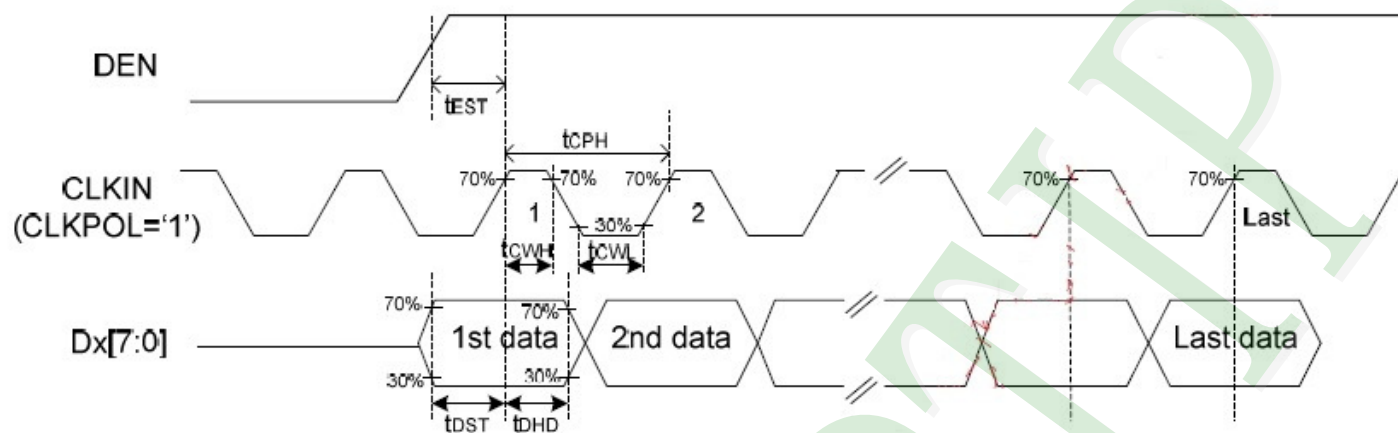 DEN
tEST
tCPH
CLKIN
(CLKPOL=‘1’)
70%
70%
70%
70%
70%
1
2
Last
30%
tCWH
tCWL
70%
70%
Dx[7:0]
1st data
2nd data
Last data
30%
30%
tDST
tDHD